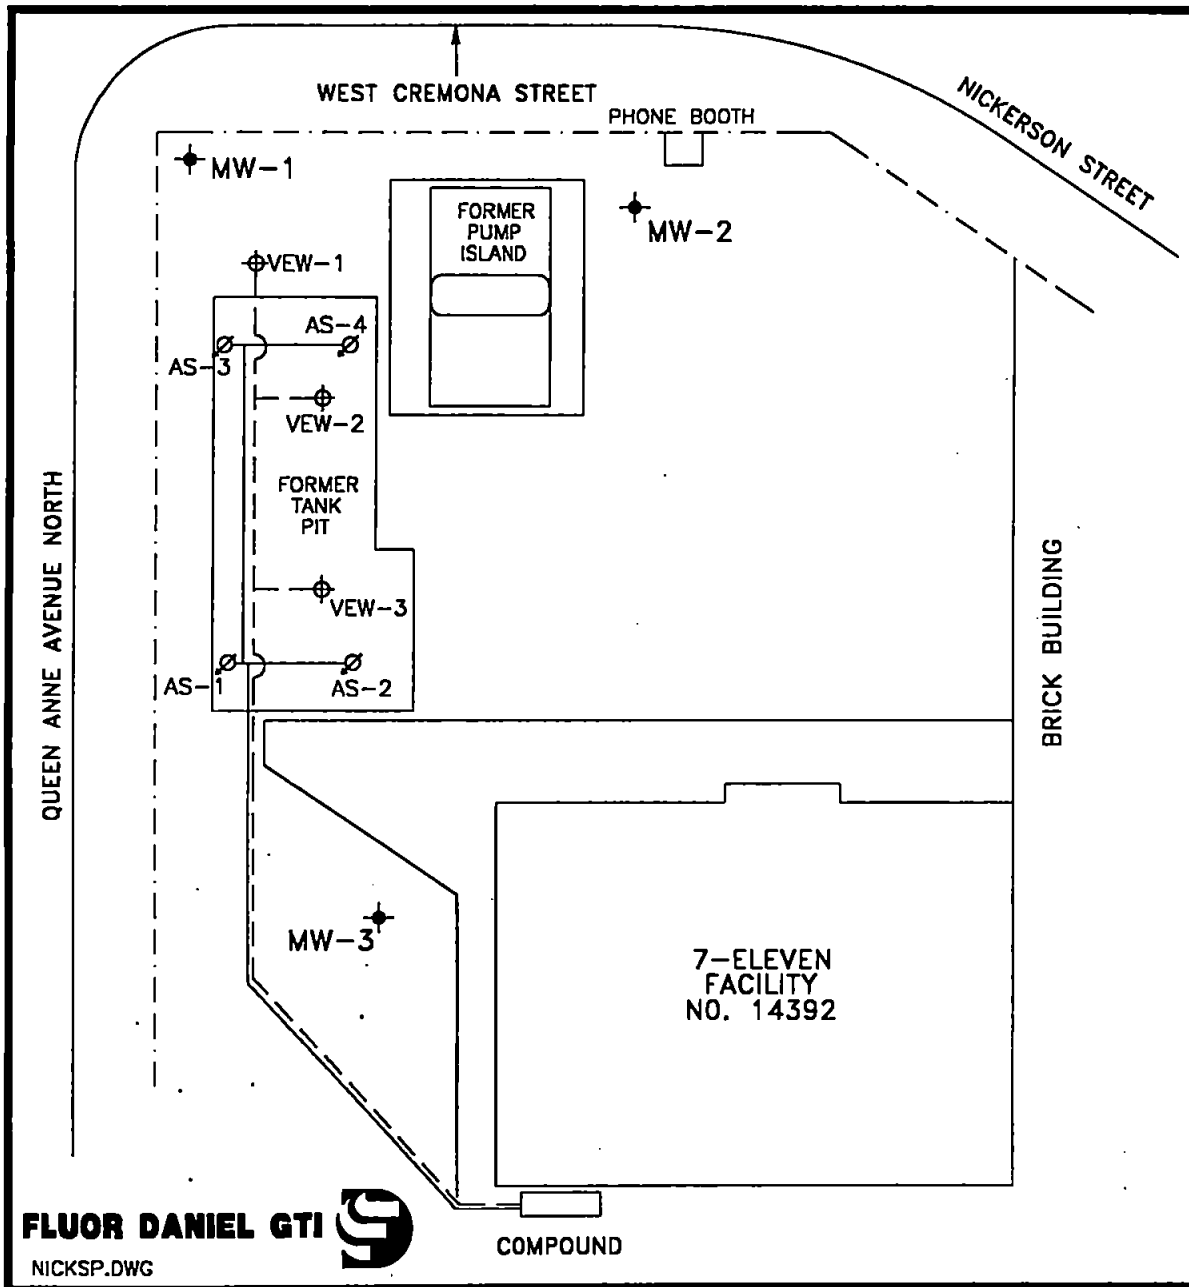 WEST CREMONA STREET
NICKERSON STREET
PHONE BOOTH
MW-1
MW-2
FORMER
PUMP
ISLAND
VEW-1
AS-4
AS-3
VEW-2
FORMER
TANK
PIT
VEW-3
AS-1
AS-2
QUEEN ANNE AVENUE NORTH
BRICK BUILDING
MW-3
7-ELEVEN
FACILITY
NO. 14392
FLUOR DANIEL GTI
COMPOUND
NICKSP.DWG